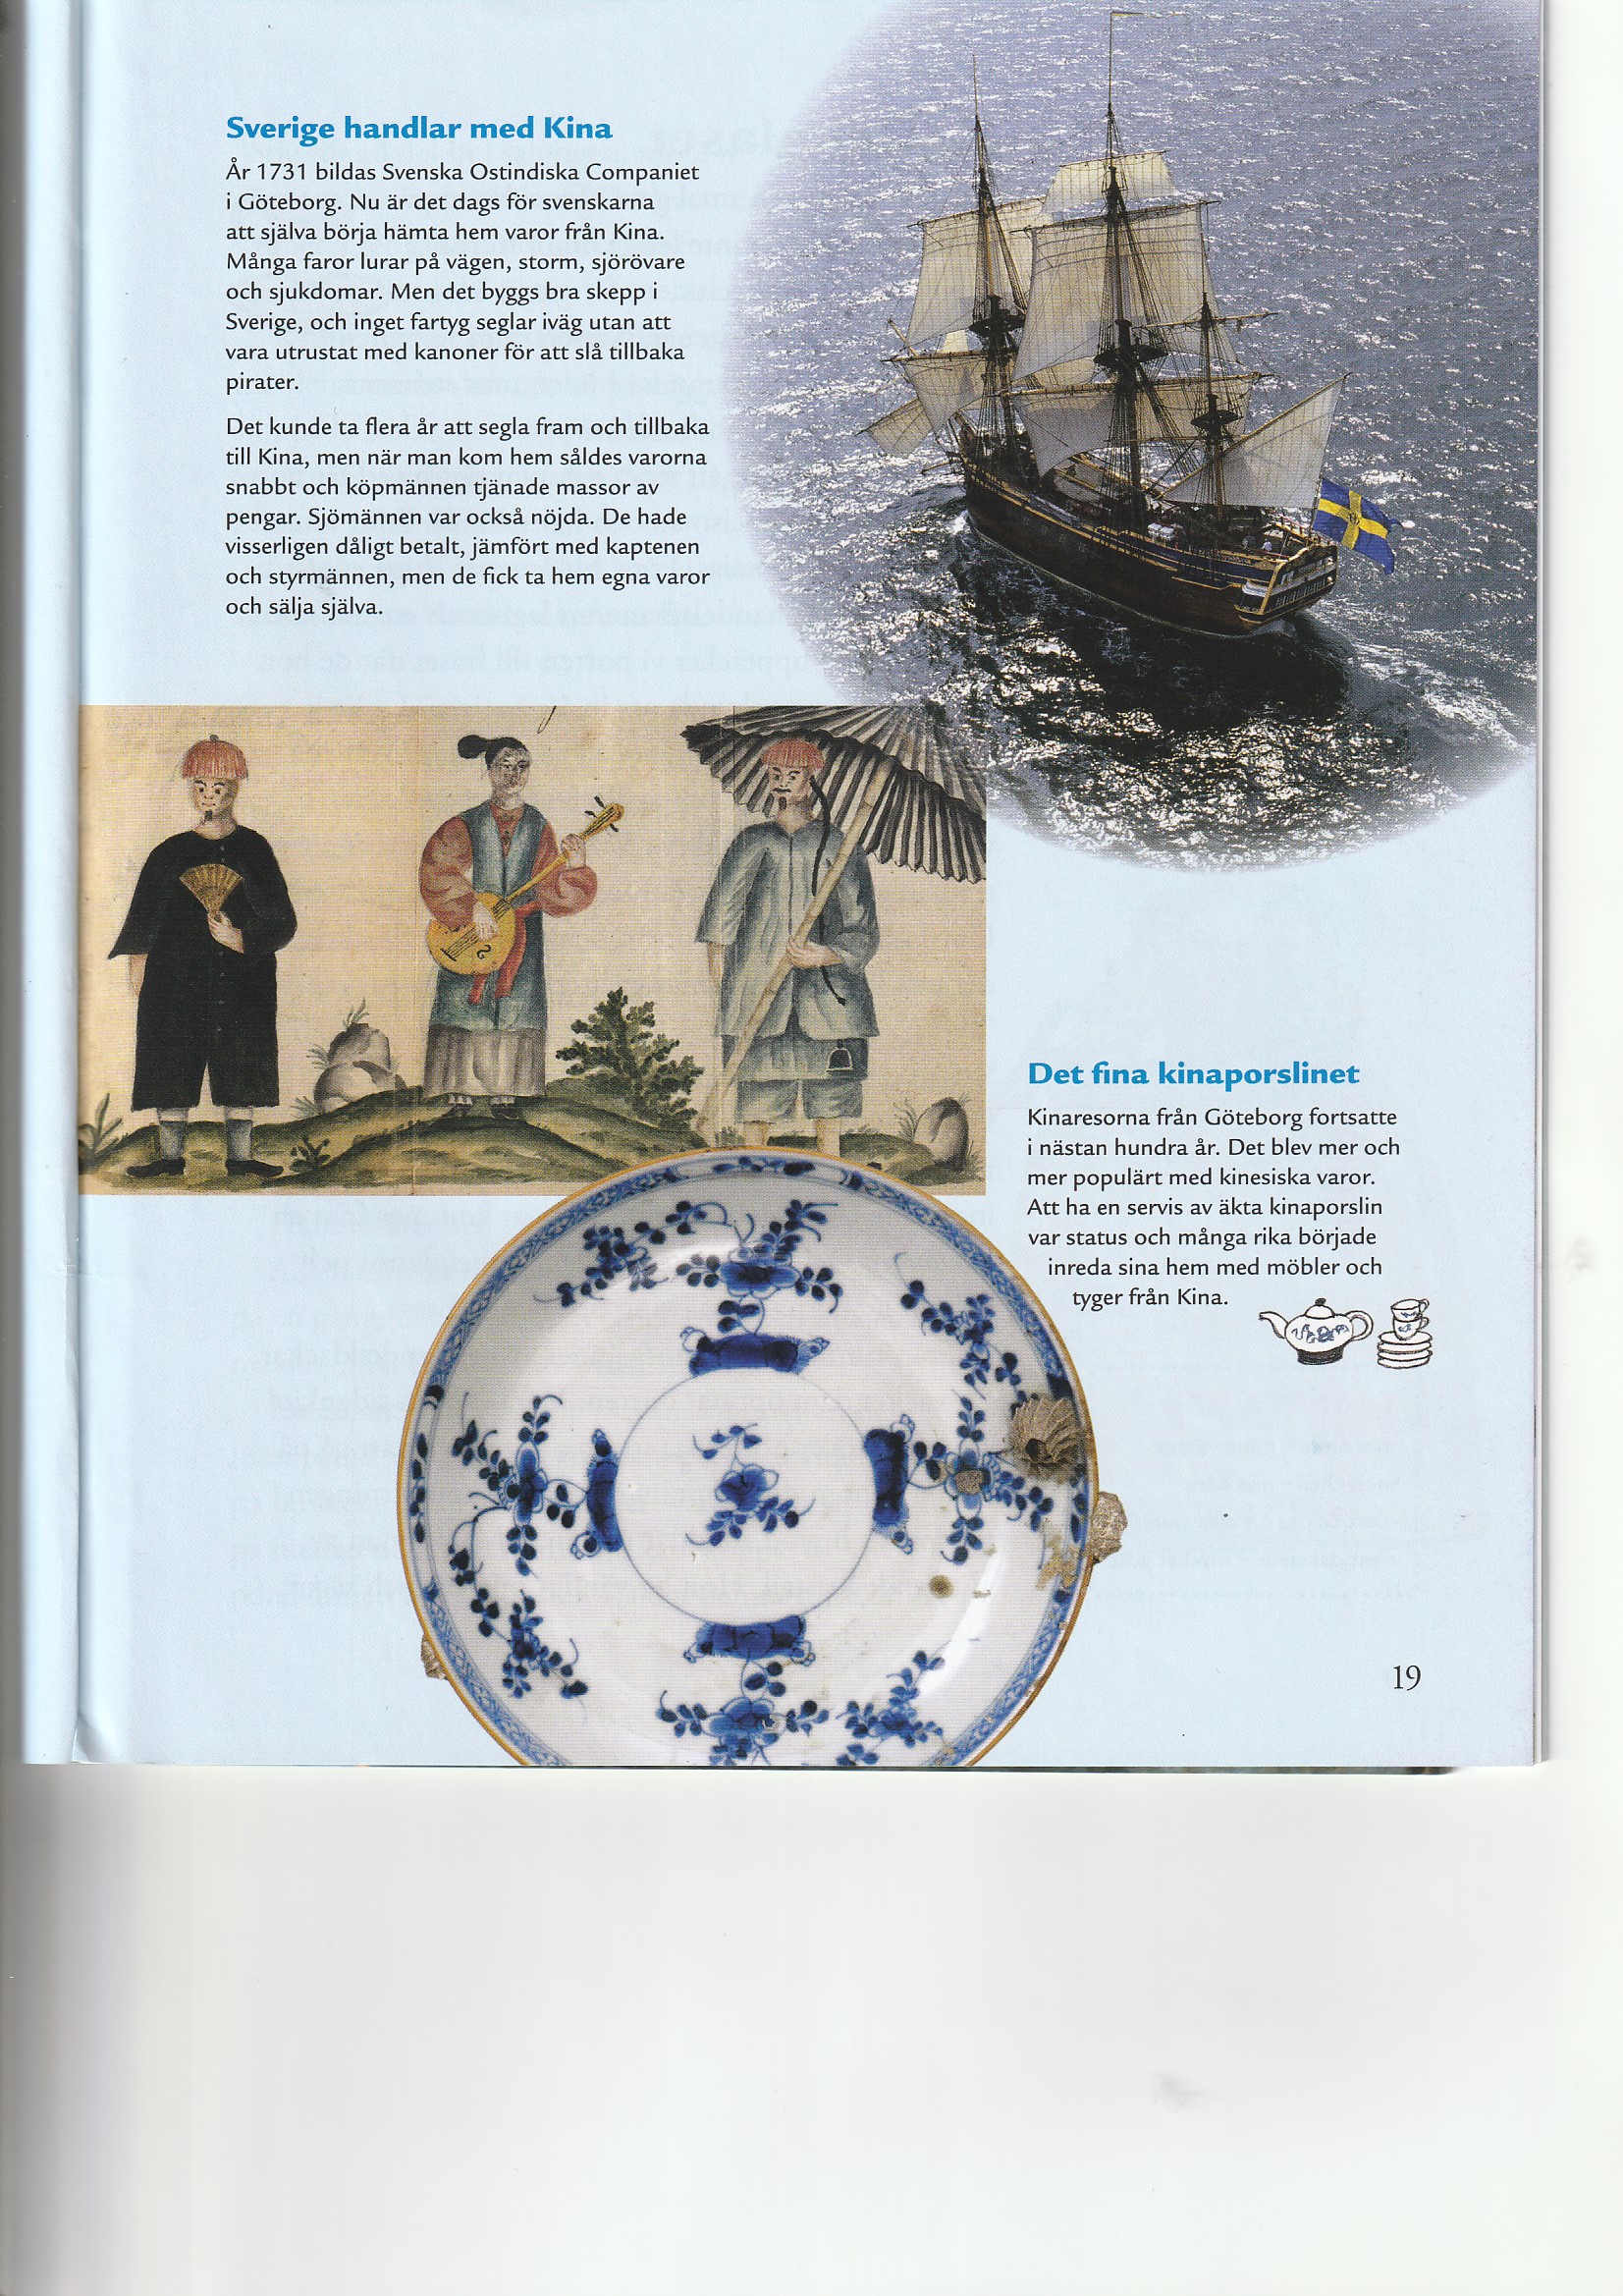 Sverige handlar med Kina
År 1731 bildas Svenska Ostindiska Companiet
i Göteborg. Nu är det dags för svenskarna
att själva börja hämta hem varor från Kina.
Många faror lurar på vägen, storm, sjörövare
och sjukdomar. Men det byggs bra skepp i
Sverige, och inget fartyg seglar iväg utan att
vara utrustat med kanoner för att slå tillbaka
pirater.
Det kunde ta flera år att segla fram och tillbaka
till Kina, men när man kom hem såldes varorna
snabbt och köpmännen tjänade massor av
pengar. Sjömännen var också nöjda. De hade
visserligen dåligt betalt, jämfört med kaptenen
och styrmännen, men de fick ta hem egna varor
och sälja själva.
Det fina kinaporslinet
Kinaresorna från Göteborg fortsatte
i nästan hundra år. Det blev mer och
mer populärt med kinesiska varor.
Att ha en servis av äkta kinaporslin
var status och många rika började
inreda sina hem med möbler och
tyger från Kina.
19